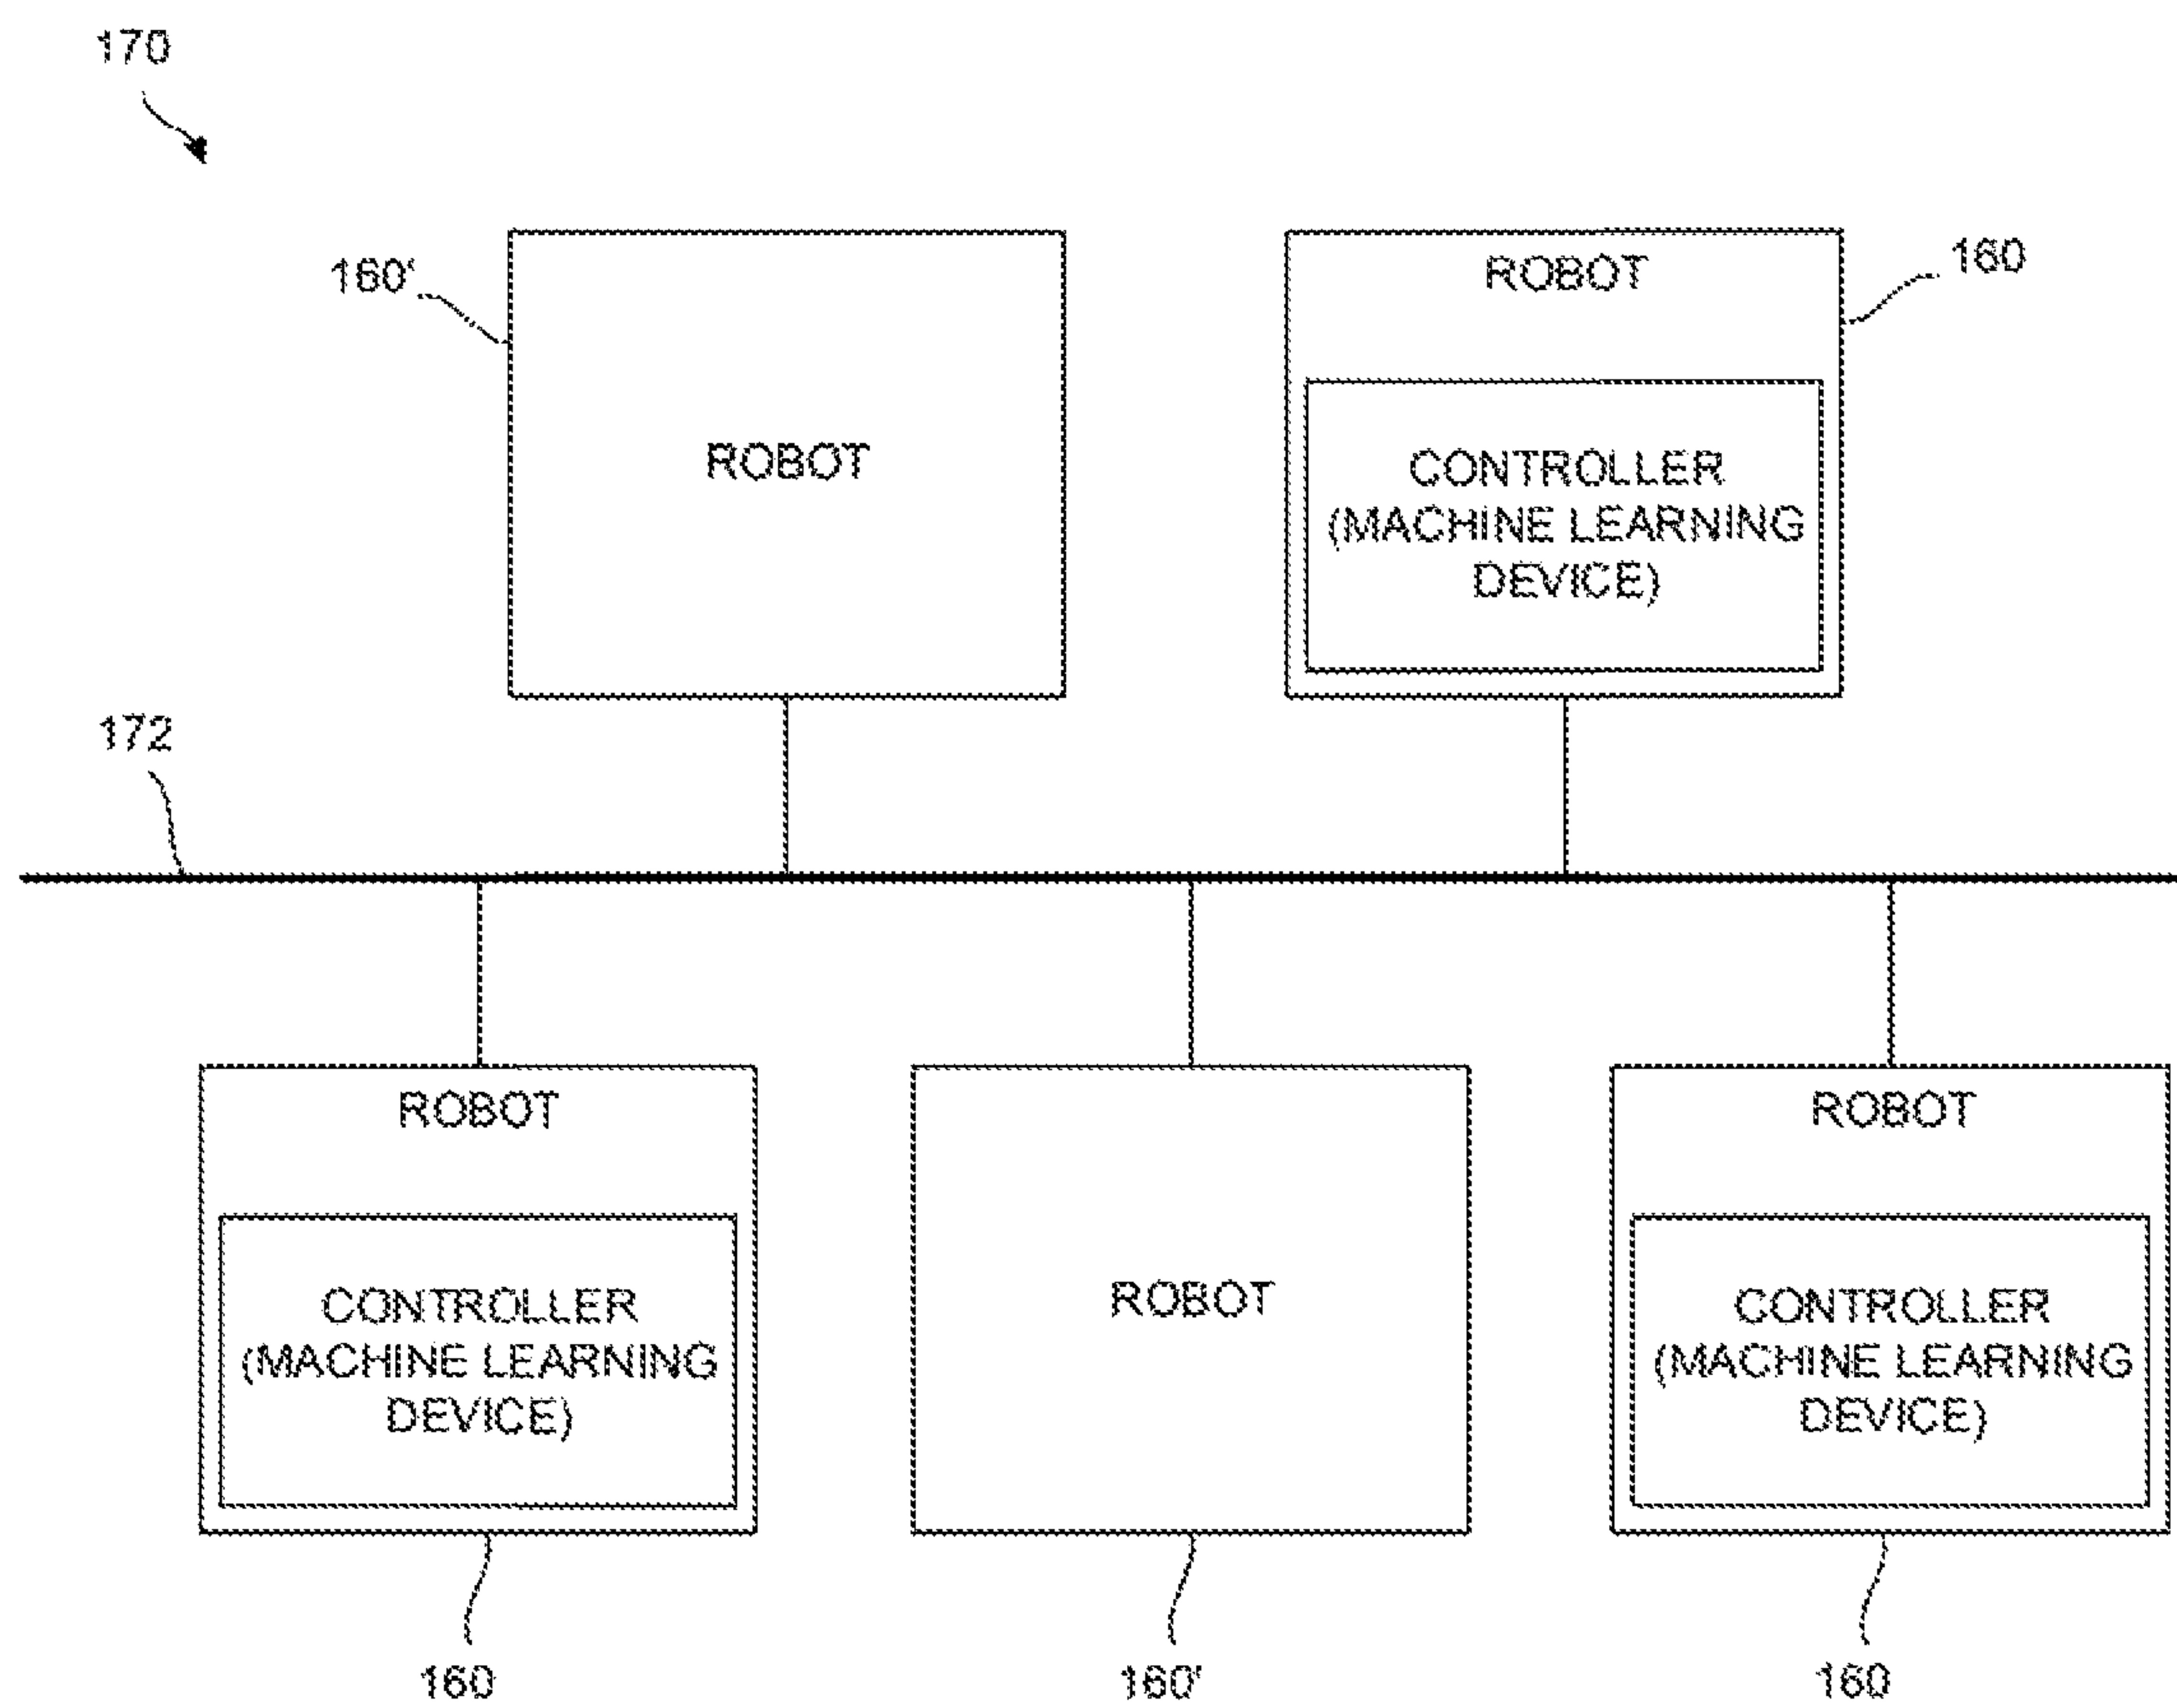 170
160'
ROBOT
160
ROBOT
CONTROLLER
(MACHINE LEARNING
DEVICE)
172
ROBOT
CONTROLLER
(MACHINE LEARNING
DEVICE)
ROBOT
ROBOT
CONTROLLER
(MACHINE LEARNING
DEVICE)
160
160'
160